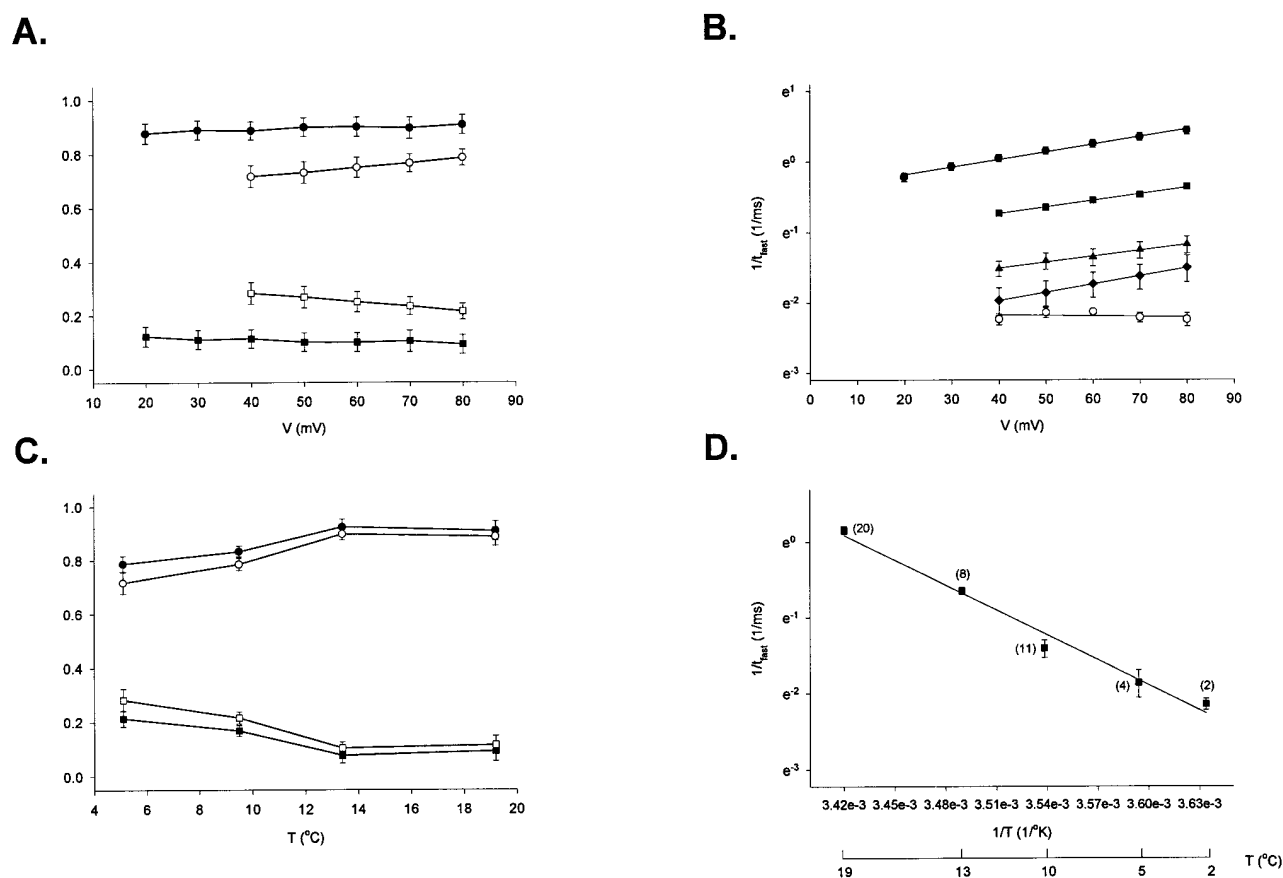 A.
1.0
0.8
0.6
0.4
0.2
0.0
10 20 30 40 50 60 70 80 90
V (mV)
B.
1/t_fast (1/ms)
e^1
e^0
e^-1
e^-2
e^-3
0 10 20 30 40 50 60 70 80 90
V (mV)
C.
1.0
0.8
0.6
0.4
0.2
0.0
4 6 8 10 12 14 16 18 20
T (°C)
D.
1/t_fast (1/ms)
e^0
e^-1
e^-2
e^-3
(20)
(8)
(11)
(4)
(2)
3.42e-3 3.45e-3 3.48e-3 3.51e-3 3.54e-3 3.57e-3 3.60e-3 3.63e-3
1/T (1/°K)
19 13 10 5 2 T (°C)